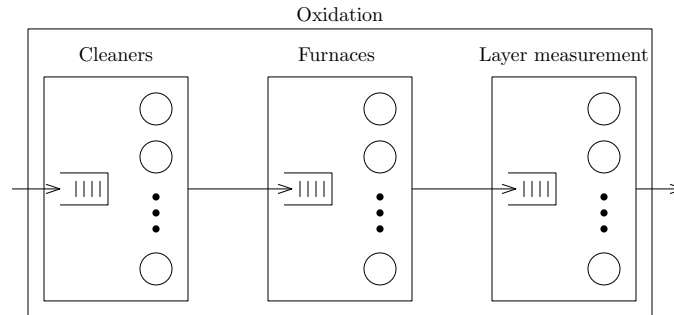 Oxidation
Cleaners
Furnaces
Layer measurement